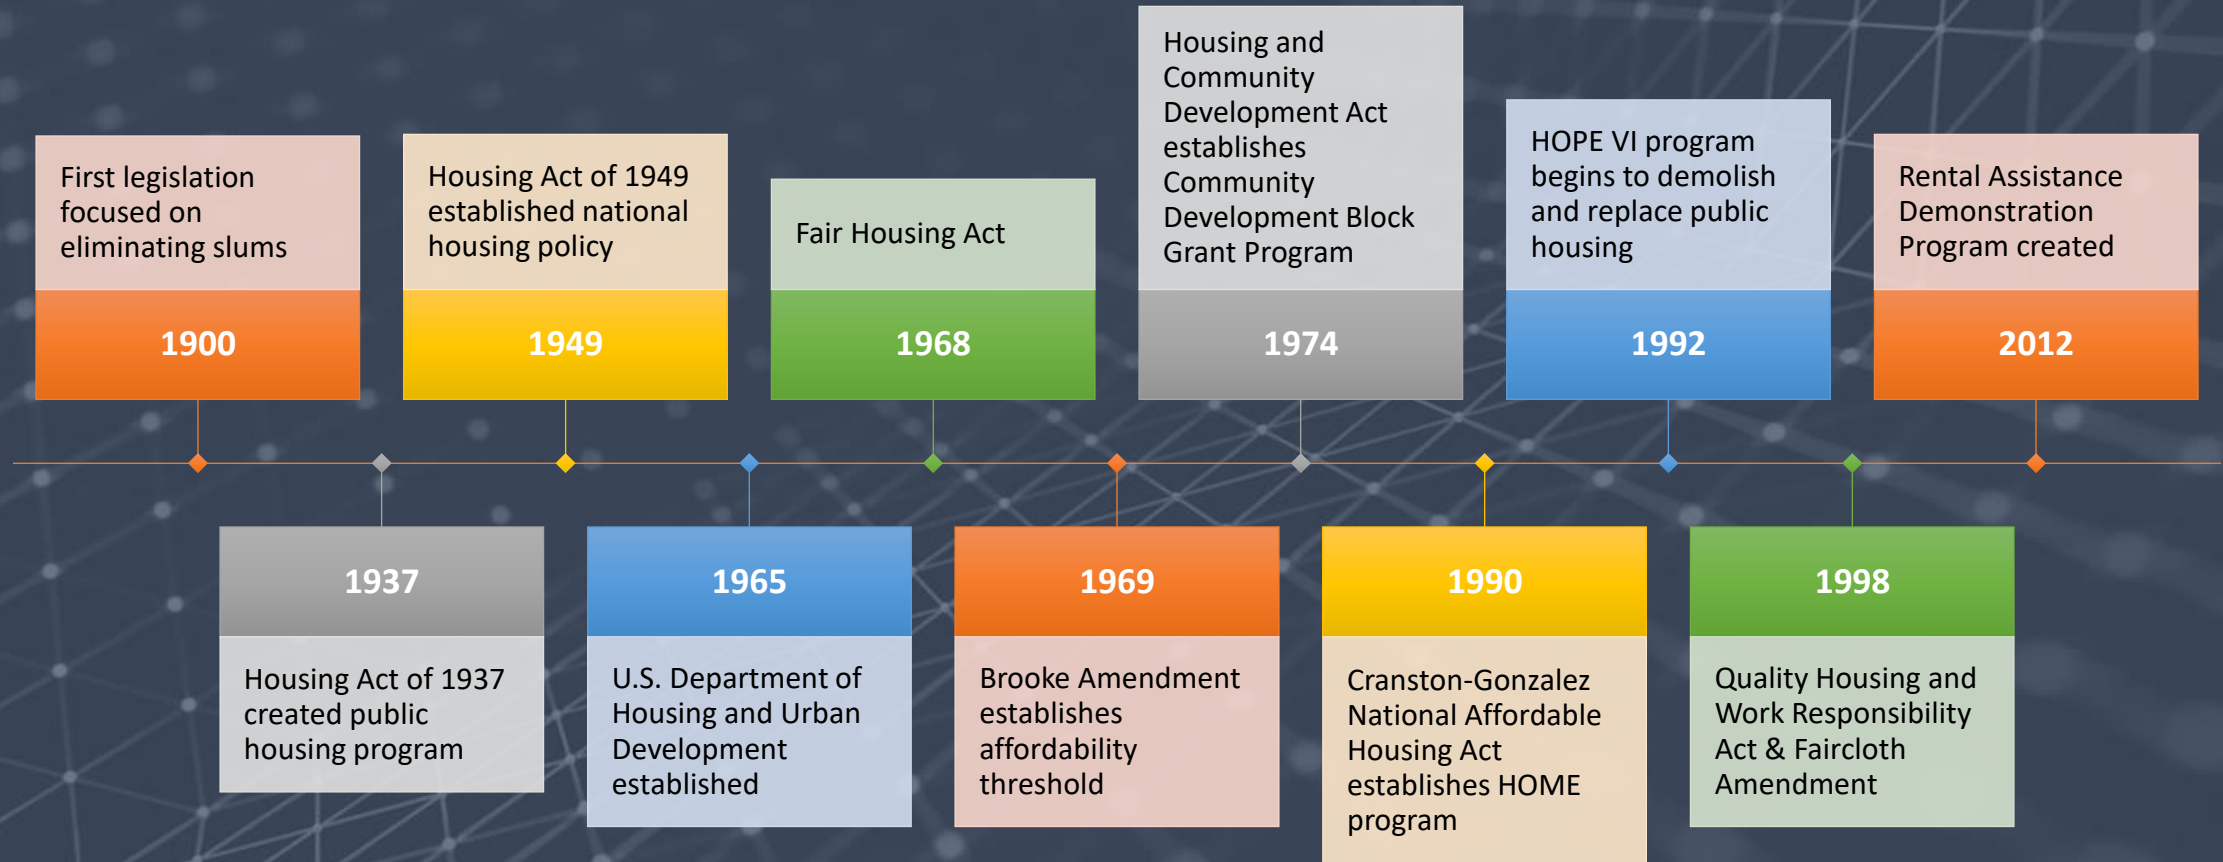 First legislation
focused on
eliminating slums
1900
1937
Housing Act of 1937
created public
housing program
Housing Act of 1949
established national
housing policy
1949
1965
U.S. Department of
Housing and Urban
Development
established
Fair Housing Act
1968
1969
Brooke Amendment
establishes
affordability
threshold
Housing and
Community
Development Act
establishes
Community
Development Block
Grant Program
1974
1990
Cranston-Gonzalez
National Affordable
Housing Act
establishes HOME
program
HOPE VI program
begins to demolish
and replace public
housing
1992
1998
Quality Housing and
Work Responsibility
Act & Faircloth
Amendment
Rental Assistance
Demonstration
Program created
2012